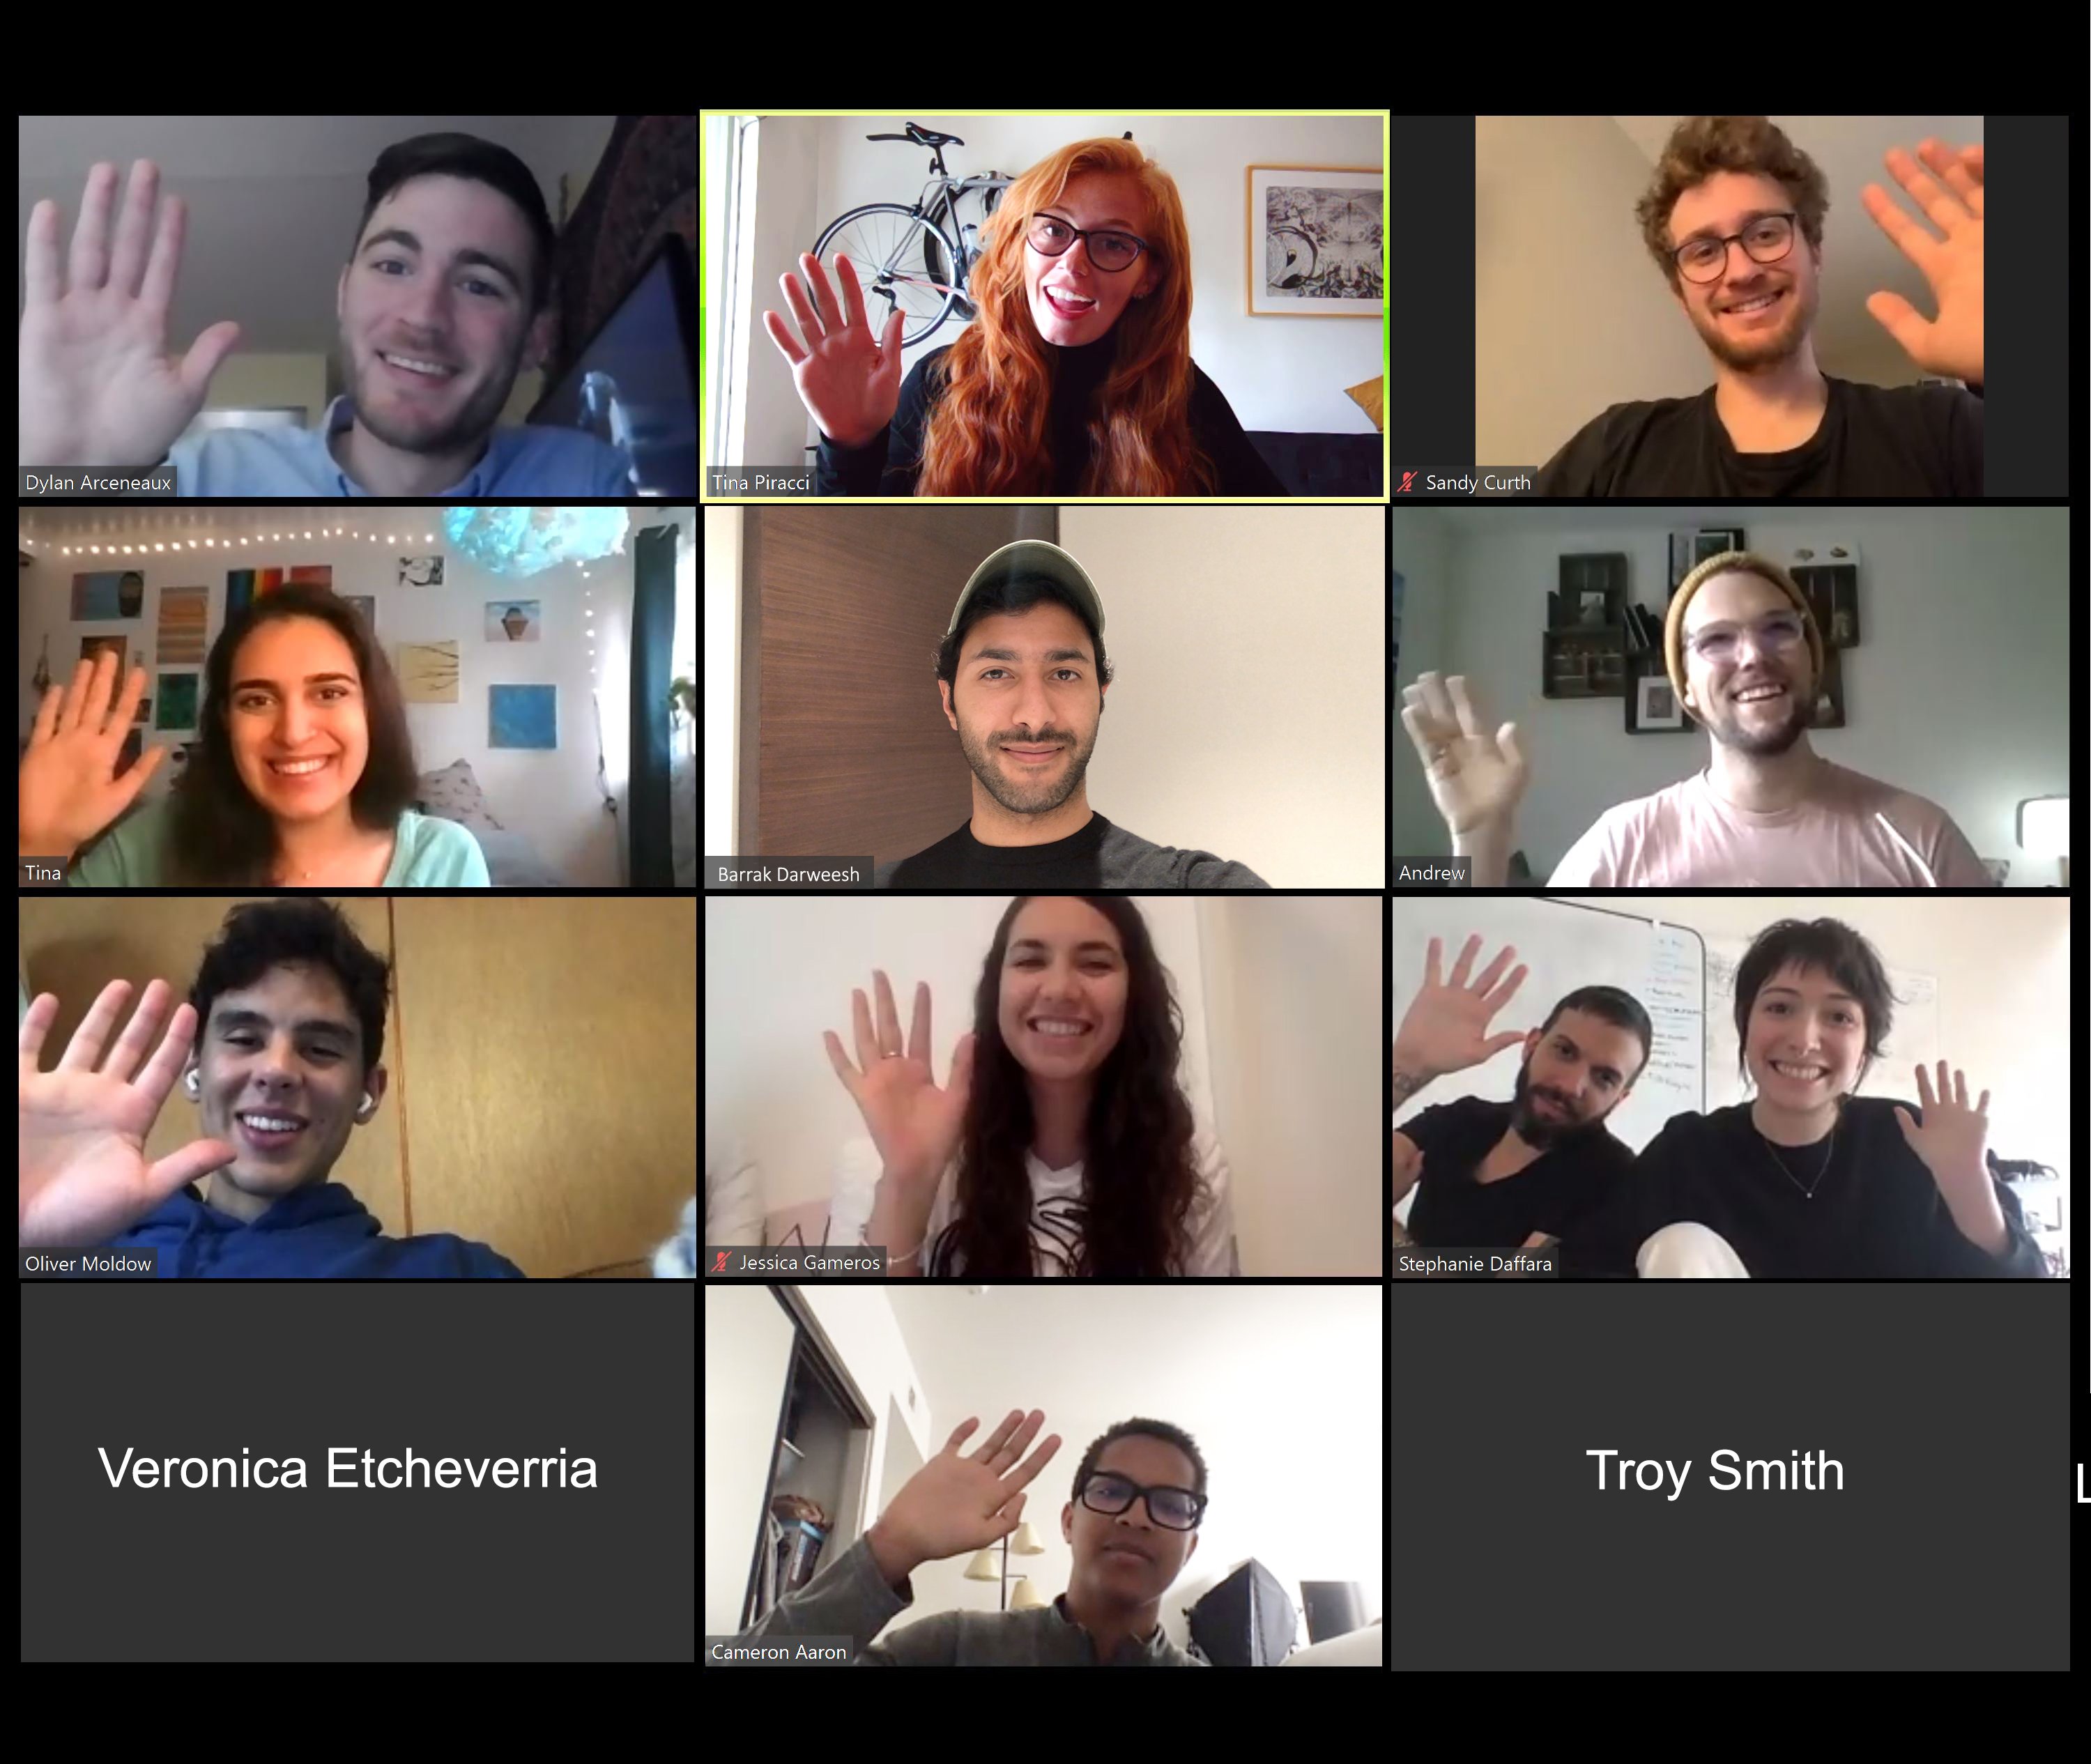 Dylan Arceneaux
Tina Piracci
Sandy Curth
Tina
Barrak Darweesh
Andrew
Oliver Moldow
Jessica Gameros
Stephanie Daffara
Veronica Etcheverria
Troy Smith
L
Cameron Aaron